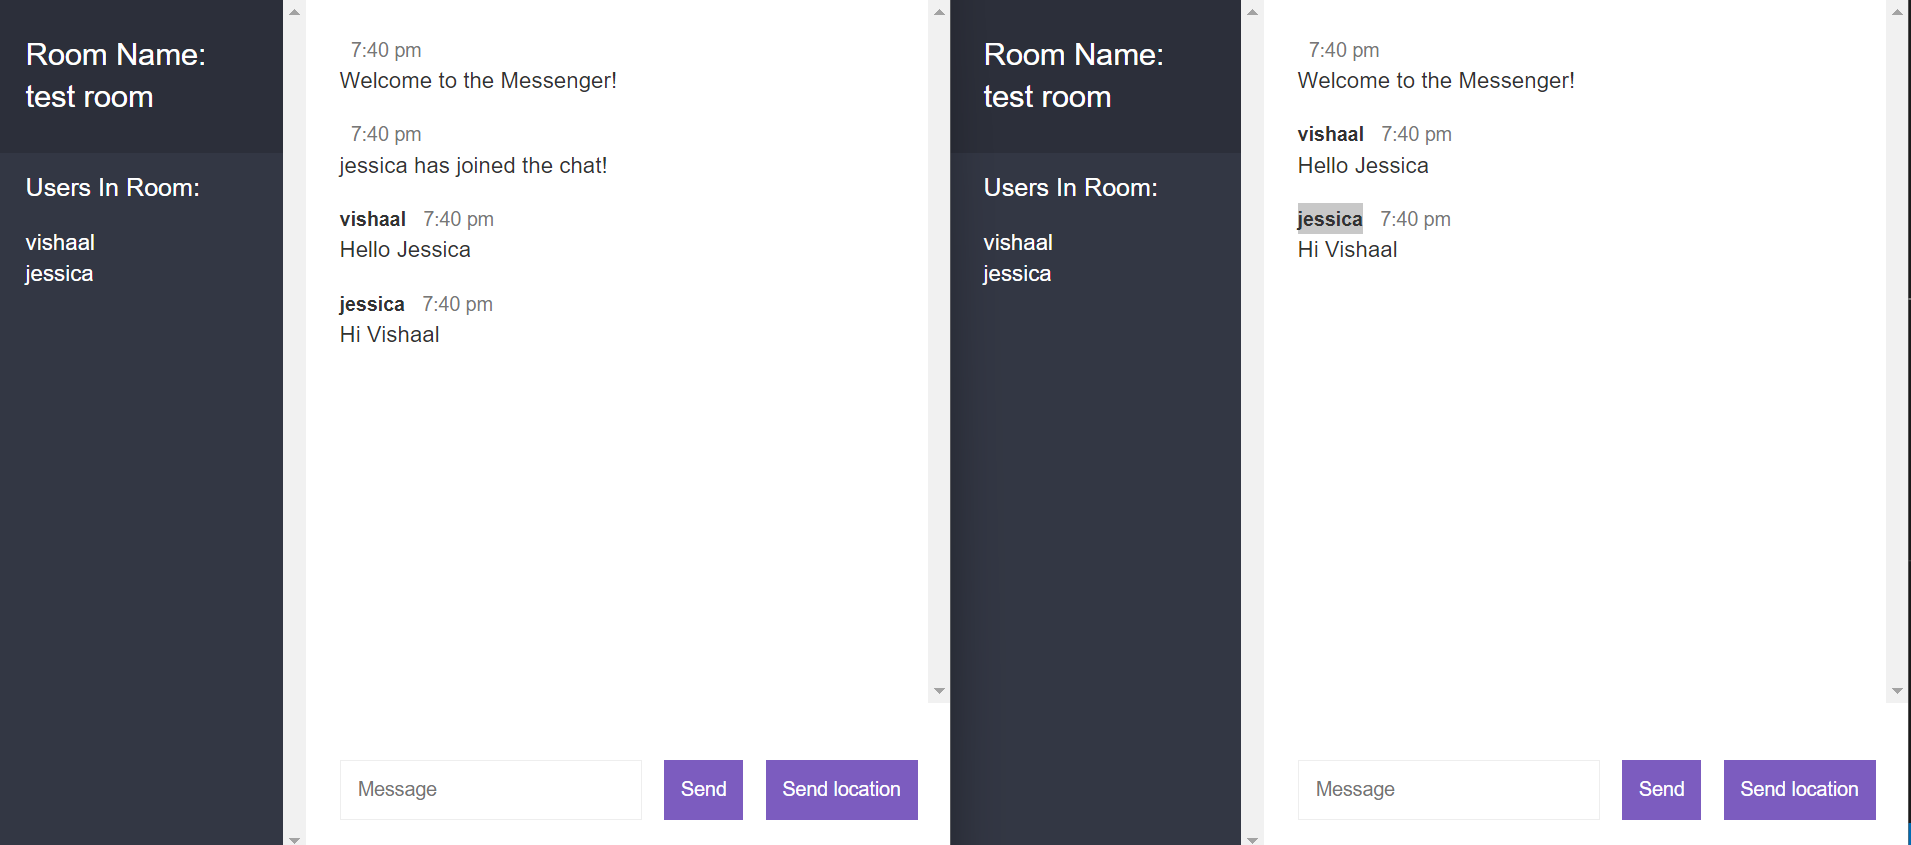 Room Name:
test room
Users In Room:
vishaal
jessica
7:40 pm
Welcome to the Messenger!
7:40 pm
jessica has joined the chat!
vishaal 7:40 pm
Hello Jessica
jessica 7:40 pm
Hi Vishaal
Message
Send
Send location
Room Name:
test room
Users In Room:
vishaal
jessica
7:40 pm
Welcome to the Messenger!
vishaal 7:40 pm
Hello Jessica
jessica 7:40 pm
Hi Vishaal
Message
Send
Send location